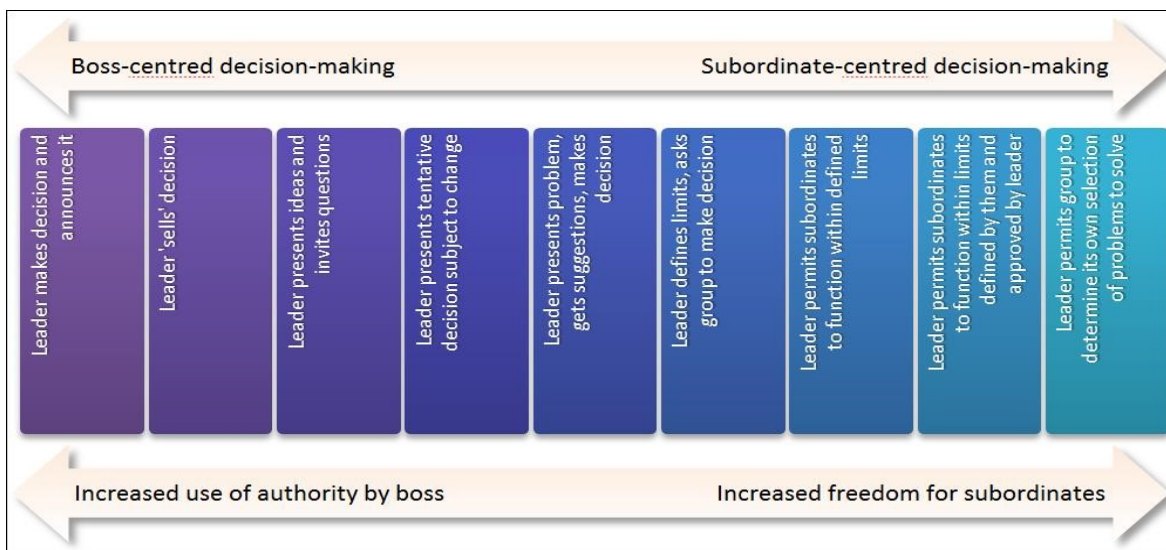 Boss-centred decision-making
Subordinate-centred decision-making
Leader makes decision and
announces it
Leader 'sells' decision
Leader presents ideas and
invites questions
Leader presents tentative
decision subject to change
Leader presents problem,
gets suggestions, makes
decision
Leader defines limits, asks
group to make decision
Leader permits subordinates
to function within defined
limits
Leader permits subordinates
to function within limits
defined by them and
approved by leader
Leader permits group to
determine its own selection
of problems to solve
Increased use of authority by boss
Increased freedom for subordinates